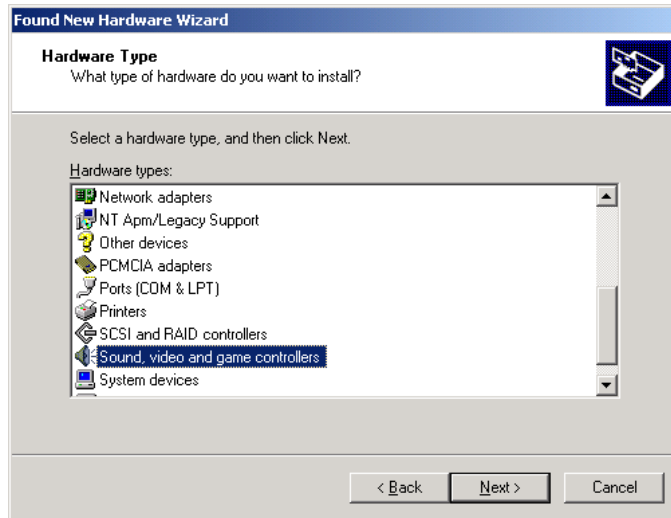 Found New Hardware Wizard
Hardware Type
What type of hardware do you want to install?
Select a hardware type, and then click Next.
Hardware types:
Network adapters
NT Apm/Legacy Support
Other devices
PCMCIA adapters
Ports (COM & LPT)
Printers
SCSI and RAID controllers
Sound, video and game controllers
System devices
< Back Next > Cancel